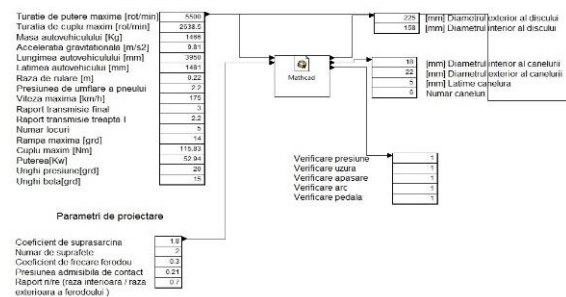 Turatie de putere maxima [rot/min] 5500
Turatia de cuplu maxim [rot/min] 2638.5
Masa autovehiculului [Kg]
Acceleratia gravitationala [m/s2] 9.81
Lungimea autovehiculului [mm] 3950
Latimea autovehiculului [mm]
Raza de rulare [m] 0.22
Presiunea de umflare a pneului 2.2
Viteza maxima [km/h] 175
Raport transmisie final 3
Raport transmisie treapta I 2.2
Numar locuri 5
Rampa maxima [grd] 14
Cuplu maxim [Nm] 115.83
Puterea[Kw] 52.94
Unghi presiune[grd] 20
Unghi bela[grd] 15
Parametri de proiectare
Coeficient de suprasarcina
Numar de suprafete 2
Coeficient de frecare ferodou 0.3
Presiunea admisibila de contact 0.21
Raport ri/re (raza interioara / raza 0.7
exterioara a ferodoului )
Mathcad
225 [mm] Diametrul exterior al discului
158 [mm] Diametrul interior al discului
18 [mm] Diametrul interior al canelurii
22 [mm] Diametrul exterior al canelurii
5 [mm] Latime canelura
6 Numar caneluri
Verificare presiune 1
Verificare uzura 1
Verificare apasare 1
Verificare arc 1
Verificare pedala 1